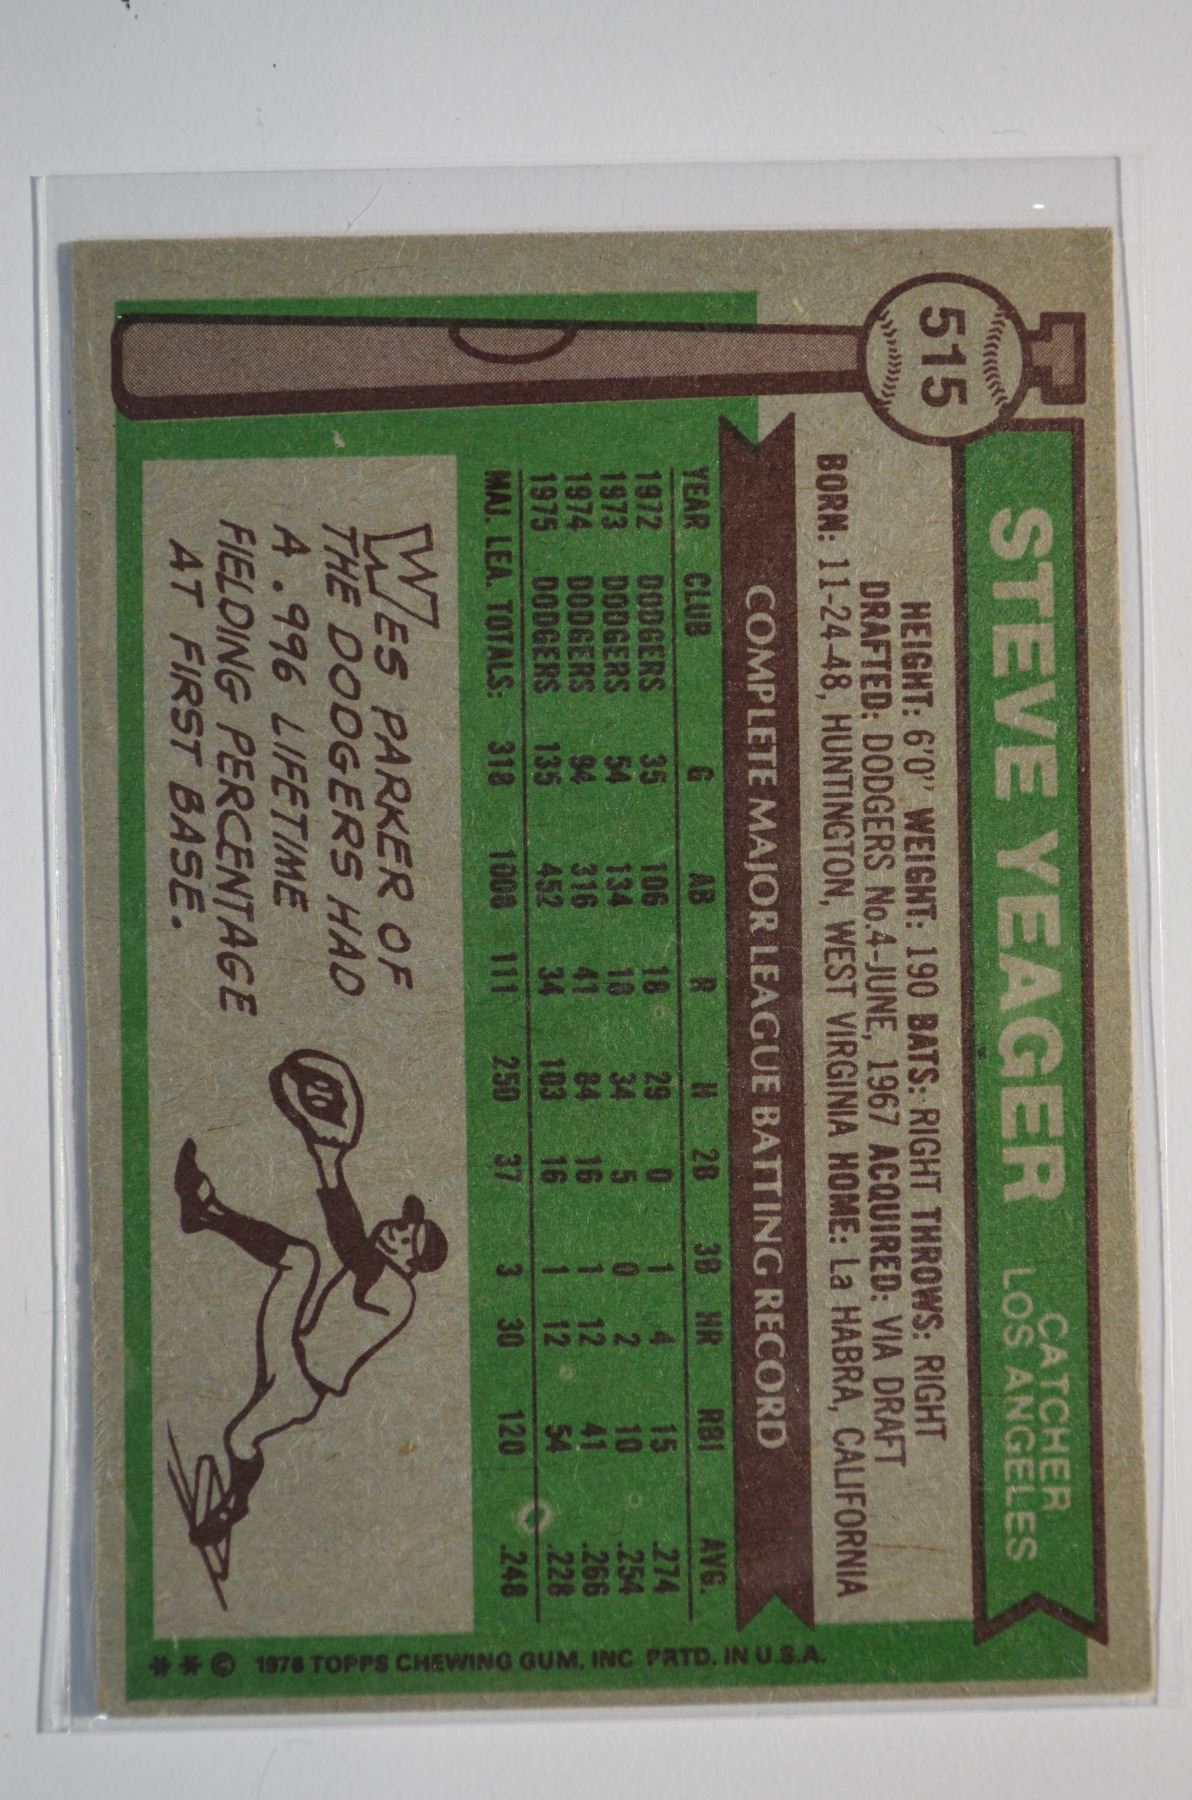 515
STEVE YEAGER
CATCHER
LOS ANGELES
HEIGHT: 6'0" WEIGHT: 190 BATS: RIGHT THROWS: RIGHT
DRAFTED: DODGERS No.4-JUNE, 1967 ACQUIRED: VIA DRAFT
BORN: 11-24-48, HUNTINGTON, WEST VIRGINIA HOME: La HABRA, CALIFORNIA
COMPLETE MAJOR LEAGUE BATTING RECORD
YEAR CLUB G AB R H 2B 3B HR RBI AVG.
1972 DODGERS 35 106 18 29 0 1 4 15 .274
1973 DODGERS 54 134 18 34 5 0 2 10 .254
1974 DODGERS 94 316 41 84 16 1 12 41 .266
1975 DODGERS 135 452 34 103 16 1 12 54 .228
MAJ. LEA. TOTALS: 318 1008 111 250 37 3 30 120 .248
WES PARKER OF
THE DODGERS HAD
A .996 LIFETIME
FIELDING PERCENTAGE
AT FIRST BASE.
** © 1976 TOPPS CHEWING GUM, INC PRTD. IN U.S.A.